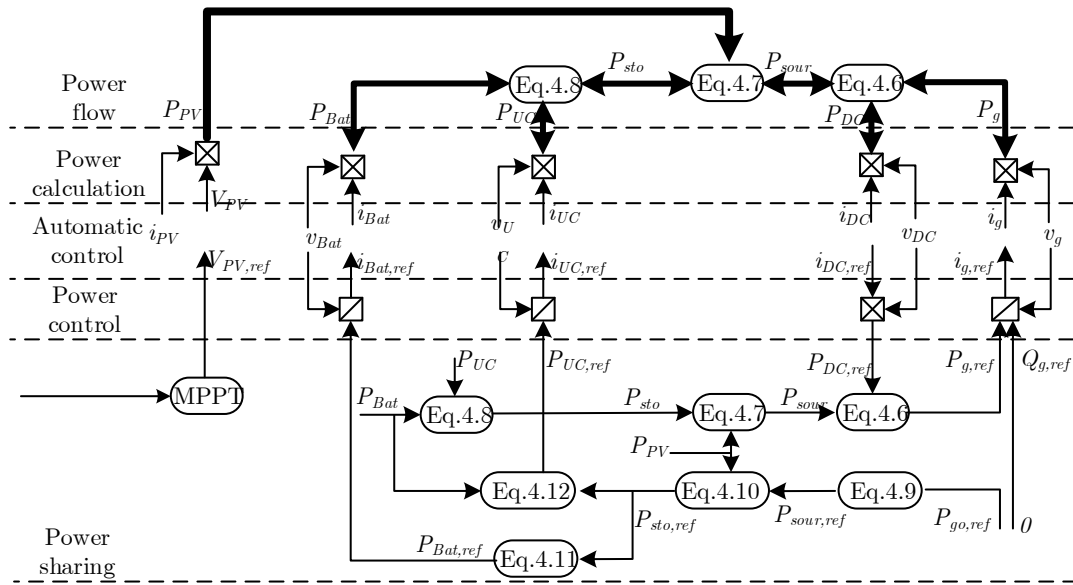 Power
flow
P_PV
P_Bat
Eq.4.8
P_UC
P_sto
Eq.4.7
P_sour
Eq.4.6
P_DC
P_g
Power
calculation
V_PV
i_Bat
i_UC
i_DC
i_g
Automatic
control
i_PV
v_Bat
v_U
C
v_DC
v_g
V_PV,ref
i_Bat,ref
i_UC,ref
i_DC,ref
i_g,ref
Power
control
P_UC
P_UC,ref
P_DC,ref
P_g,ref
Q_g,ref
MPPT
P_Bat
Eq.4.8
P_sto
Eq.4.7
P_sour
Eq.4.6
P_PV
Eq.4.12
Eq.4.10
Eq.4.9
P_sto,ref
P_sour,ref
P_go,ref
0
Power
sharing
P_Bat,ref
Eq.4.11